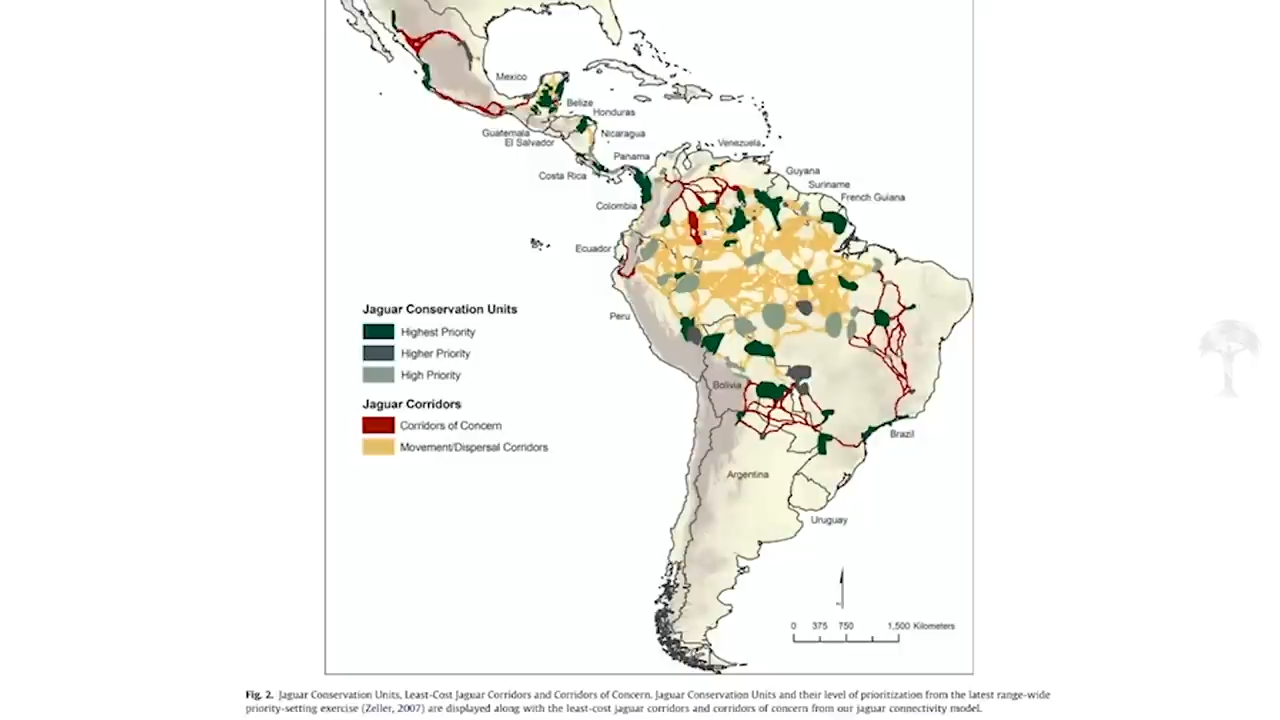 Mexico
Belize
Honduras
Guatemala
Nicaragua
El Salvador
Venezuela
Panama
Guyana
Costa Rica
Suriname
French Guiana
Colombia
Ecuador
Jaguar Conservation Units
Peru
Highest Priority
Higher Priority
High Priority
Bolivia
Jaguar Corridors
Corridors of Concern
Brazil
Movement/Dispersal Corridors
Argentina
Uruguay
0 375 750 1,500 Kilometers
Fig. 2. Jaguar Conservation Units, Least-Cost Jaguar Corridors and Corridors of Concern. Jaguar Conservation Units and their level of prioritization from the latest range-wide
priority-setting exercise (Zeller, 2007) are displayed along with the least-cost jaguar corridors and corridors of concern from our jaguar connectivity model.